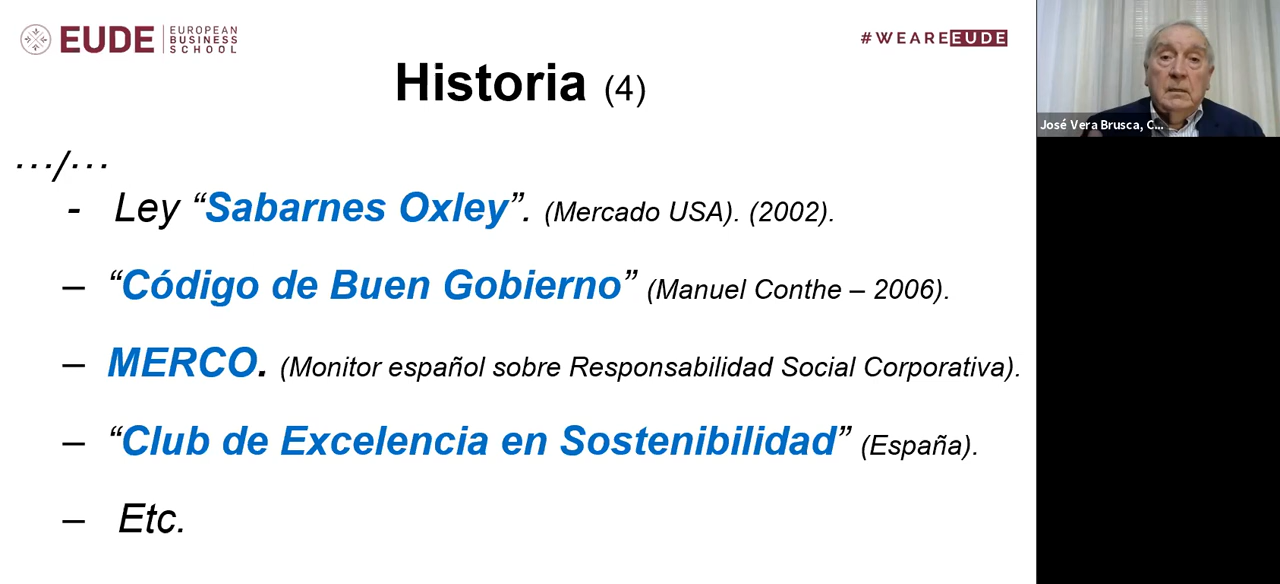 EUDE EUROPEAN BUSINESS SCHOOL
#WEAREEUDE
Historia (4)
…/…
- Ley “Sabarnes Oxley”. (Mercado USA). (2002).
– “Código de Buen Gobierno” (Manuel Conthe – 2006).
– MERCO. (Monitor español sobre Responsabilidad Social Corporativa).
– “Club de Excelencia en Sostenibilidad” (España).
– Etc.
José Vera Brusca, C...